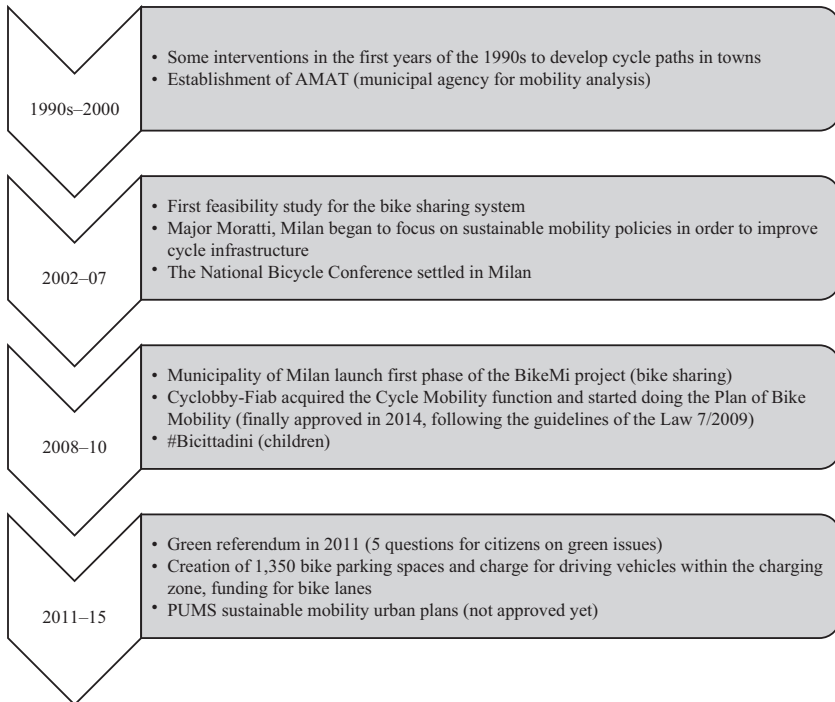 1990s–2000
• Some interventions in the first years of the 1990s to develop cycle paths in towns
• Establishment of AMAT (municipal agency for mobility analysis)
2002–07
• First feasibility study for the bike sharing system
• Major Moratti, Milan began to focus on sustainable mobility policies in order to improve
cycle infrastructure
• The National Bicycle Conference settled in Milan
2008–10
• Municipality of Milan launch first phase of the BikeMi project (bike sharing)
• Cyclobby-Fiab acquired the Cycle Mobility function and started doing the Plan of Bike
Mobility (finally approved in 2014, following the guidelines of the Law 7/2009)
• #Bicittadini (children)
2011–15
• Green referendum in 2011 (5 questions for citizens on green issues)
• Creation of 1,350 bike parking spaces and charge for driving vehicles within the charging
zone, funding for bike lanes
• PUMS sustainable mobility urban plans (not approved yet)